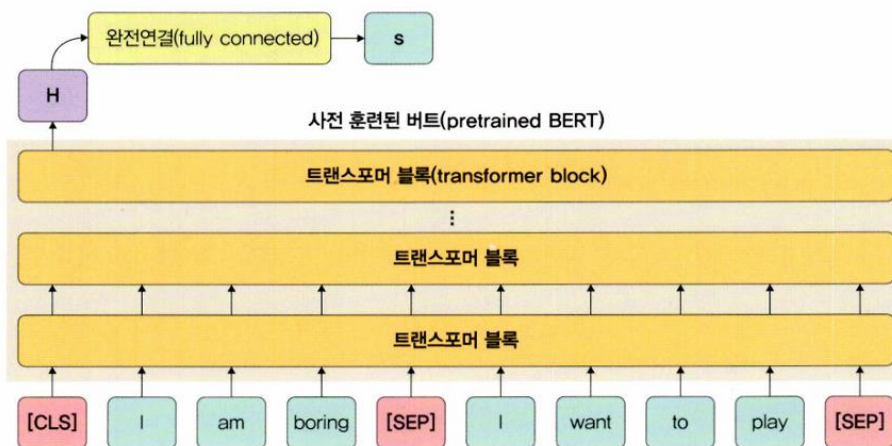 완전연결(fully connected)
s
H
사전 훈련된 버트(pretrained BERT)
트랜스포머 블록(transformer block)
⋮
트랜스포머 블록
트랜스포머 블록
[CLS] I am boring [SEP] I want to play [SEP]